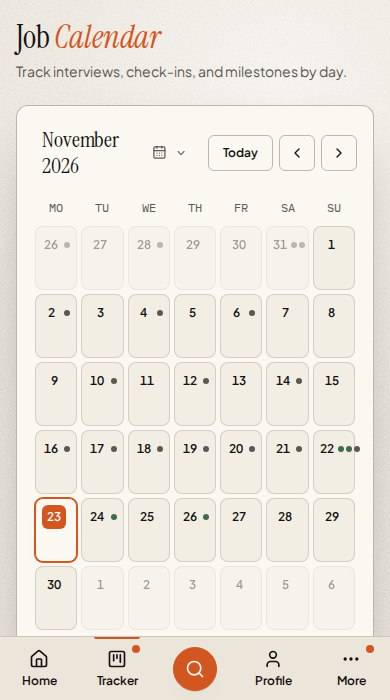 Job Calendar
Track interviews, check-ins, and milestones by day.
November
2026
Today
MO TU WE TH FR SA SU
26 27 28 29 30 31 1
2 3 4 5 6 7 8
9 10 11 12 13 14 15
16 17 18 19 20 21 22
23 24 25 26 27 28 29
30 1 2 3 4 5 6
Home Tracker Profile More